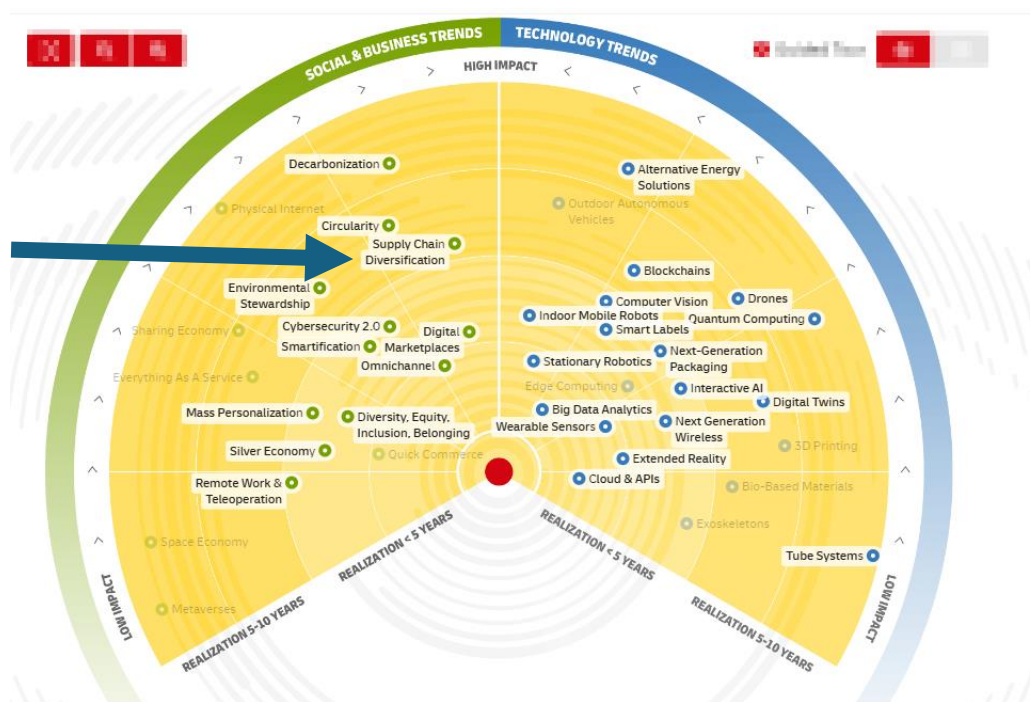 SOCIAL & BUSINESS TRENDS
TECHNOLOGY TRENDS
HIGH IMPACT
Decarbonization
Alternative Energy
Solutions
Physical Internet
Outdoor Autonomous
Vehicles
Circularity
Supply Chain
Diversification
Blockchains
Environmental
Stewardship
Computer Vision
Drones
Indoor Mobile Robots
Quantum Computing
Sharing Economy
Cybersecurity 2.0
Digital
Marketplaces
Smart Labels
Smartification
Omnichannel
Stationary Robotics
Next-Generation
Packaging
Everything As A Service
Edge Computing
Interactive AI
Digital Twins
Mass Personalization
Diversity, Equity,
Inclusion, Belonging
Big Data Analytics
Wearable Sensors
Next Generation
Wireless
3D Printing
Silver Economy
Quick Commerce
Extended Reality
Remote Work &
Teleoperation
Cloud & APIs
Bio-Based Materials
Exoskeletons
Space Economy
Tube Systems
REALIZATION < 5 YEARS
REALIZATION < 5 YEARS
Metaverses
LOW IMPACT
LOW IMPACT
REALIZATION 5-10 YEARS
REALIZATION 5-10 YEARS